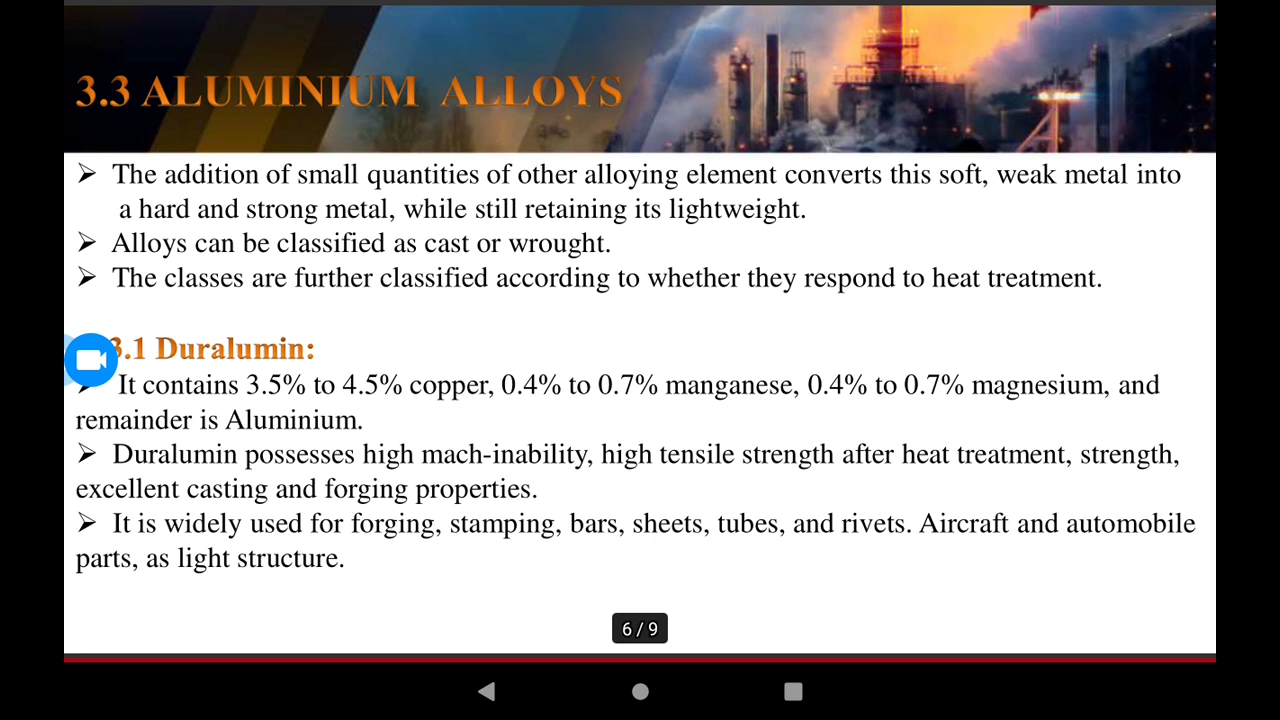 3.3 ALUMINIUM ALLOYS
➢ The addition of small quantities of other alloying element converts this soft, weak metal into
a hard and strong metal, while still retaining its lightweight.
➢ Alloys can be classified as cast or wrought.
➢ The classes are further classified according to whether they respond to heat treatment.
3.1 Duralumin:
➢ It contains 3.5% to 4.5% copper, 0.4% to 0.7% manganese, 0.4% to 0.7% magnesium, and
remainder is Aluminium.
➢ Duralumin possesses high mach-inability, high tensile strength after heat treatment, strength,
excellent casting and forging properties.
➢ It is widely used for forging, stamping, bars, sheets, tubes, and rivets. Aircraft and automobile
parts, as light structure.
6 / 9